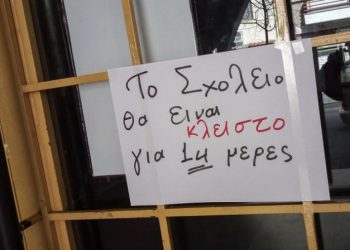 Το Σχολειο
θα ειναι
κλειστο
για 14 μερες